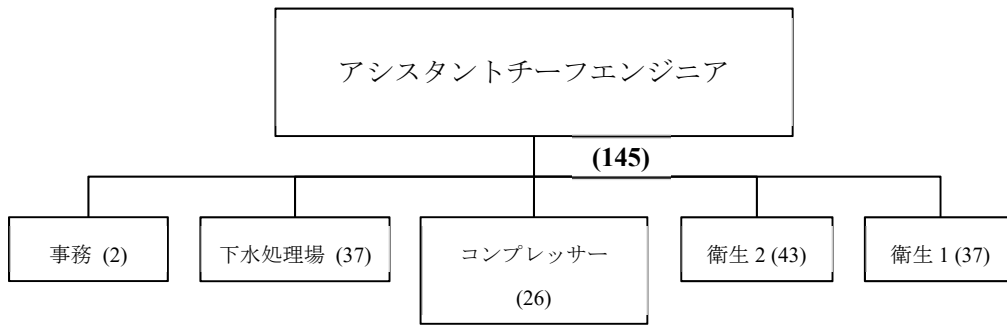 アシスタントチーフエンジニア
(145)
事務 (2)
下水処理場 (37)
コンプレッサー
(26)
衛生 2 (43)
衛生 1 (37)